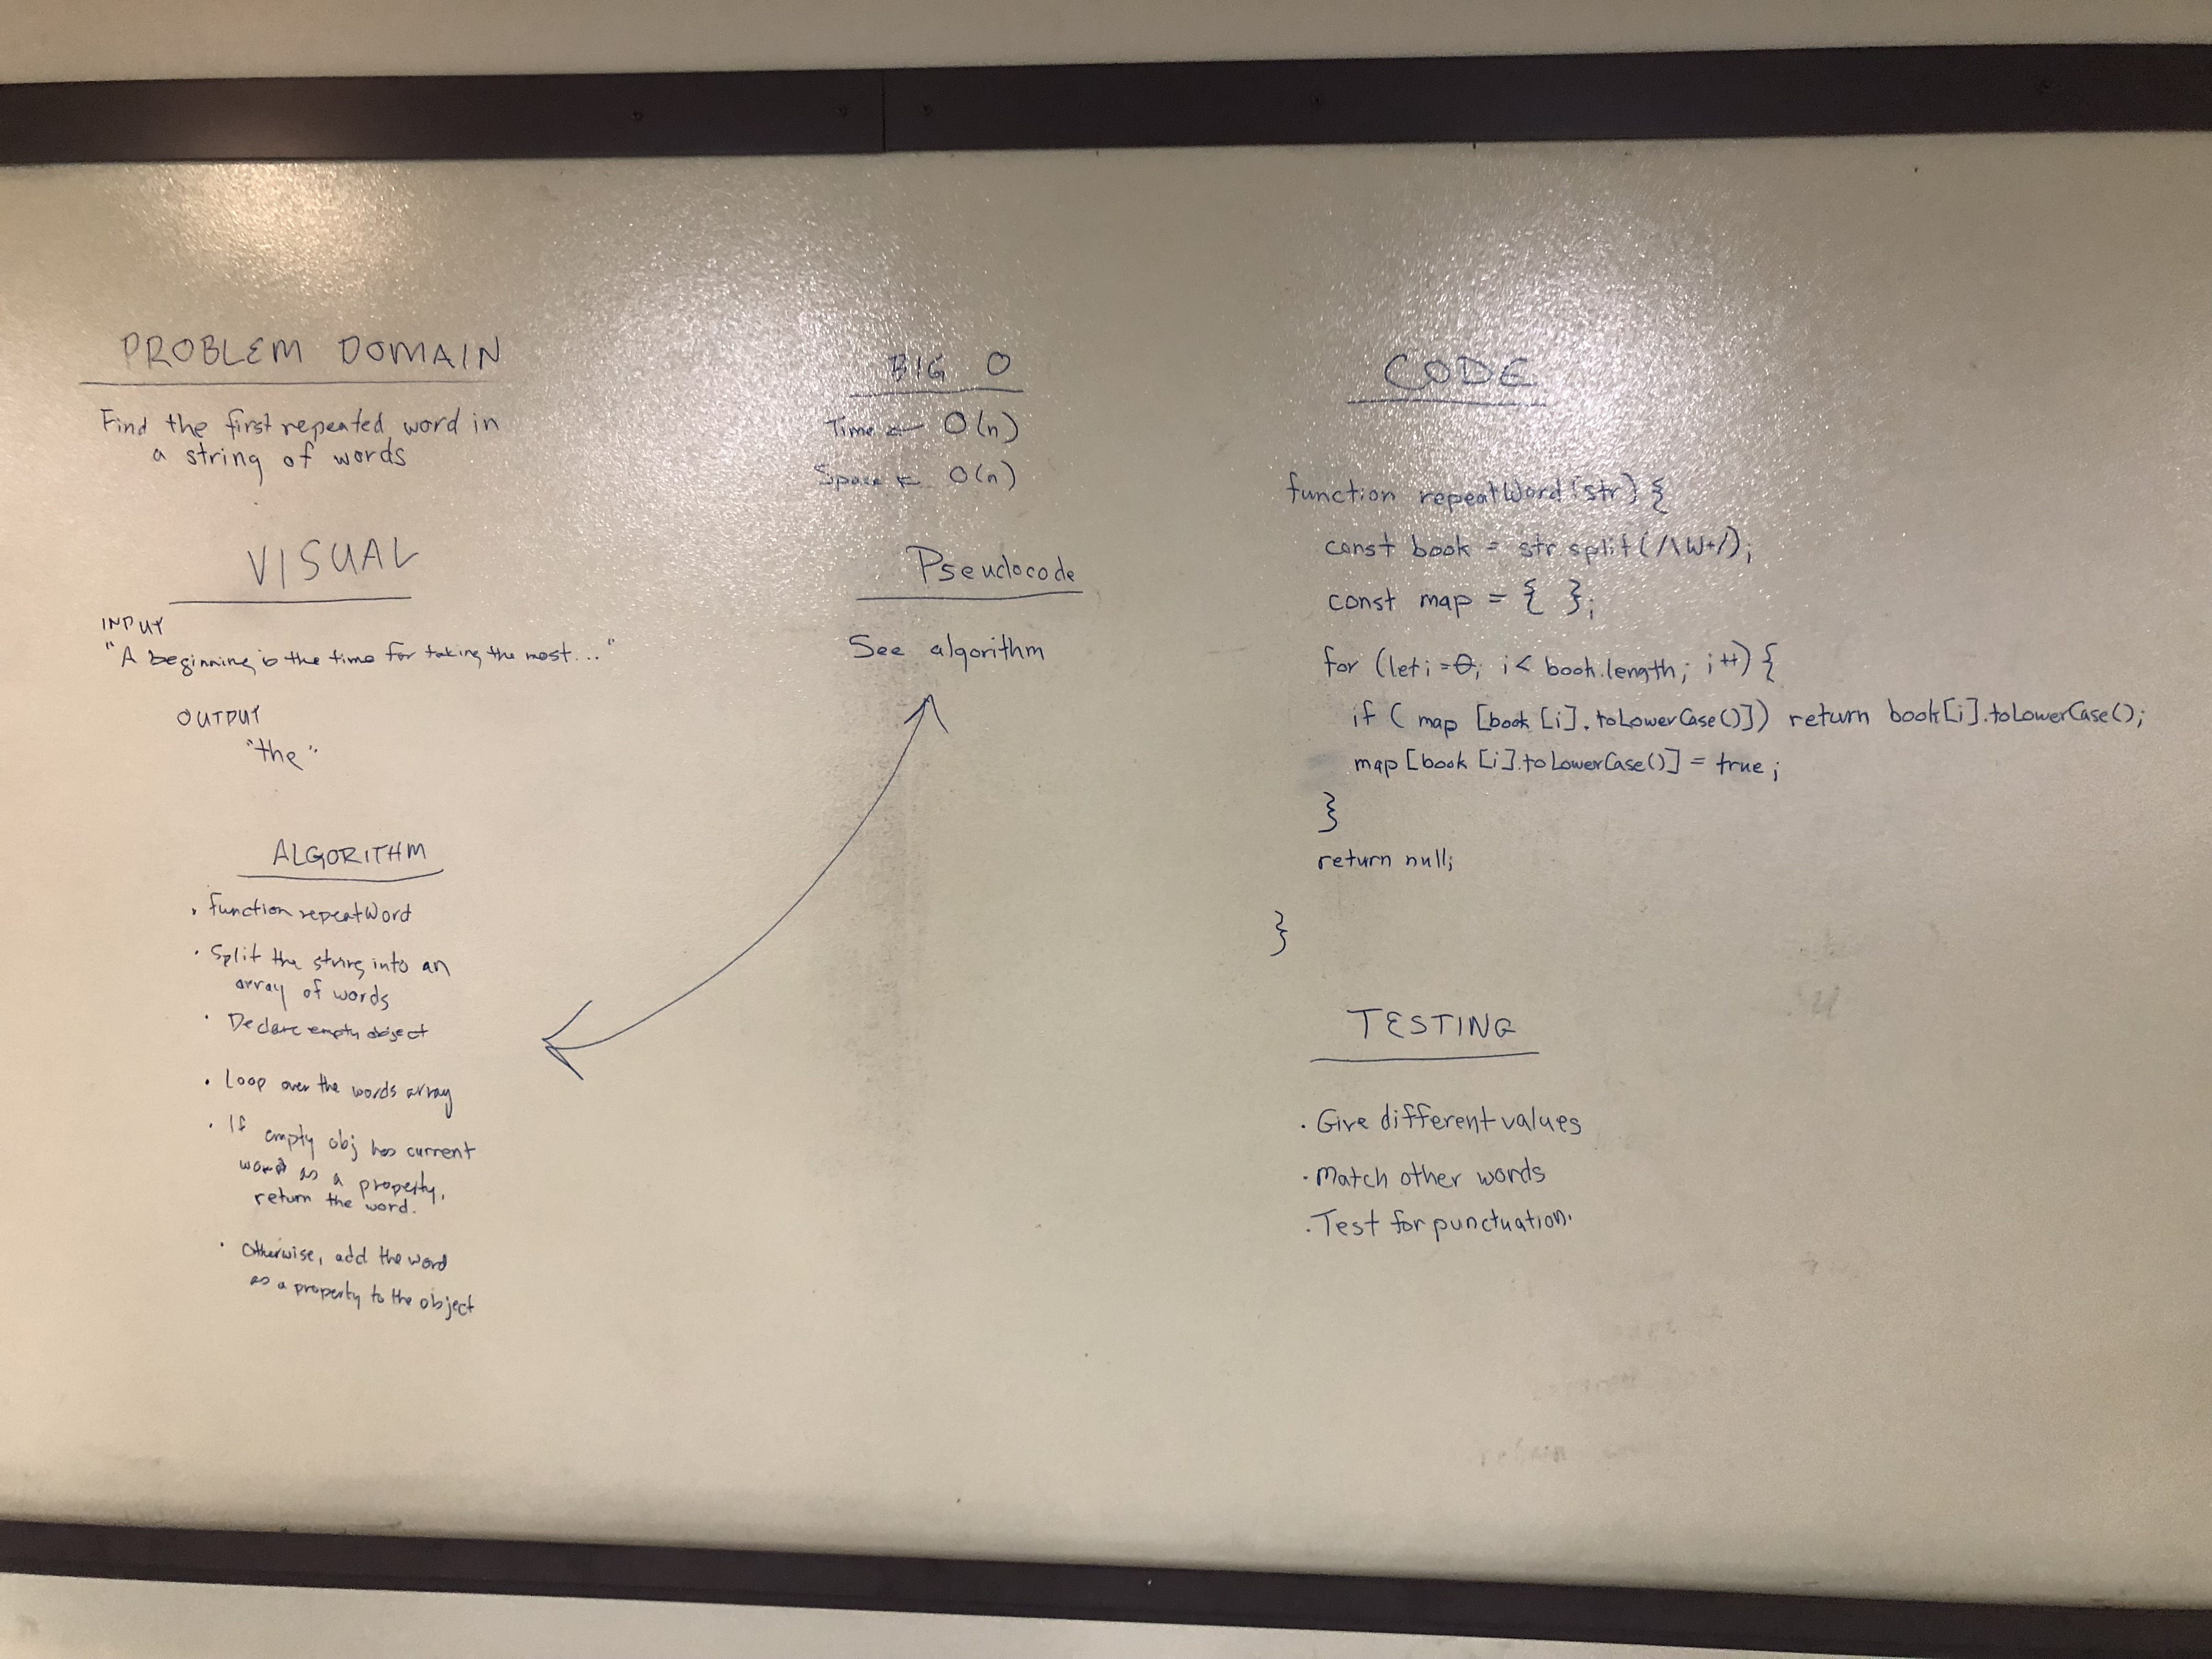 PROBLEM DOMAIN
Find the first repeated word in
a string of words
VISUAL
INPUT
"A beginning is the time for taking the most..."
OUTPUT
"the"
ALGORITHM
· function repeatWord
· Split the string into an
array of words
· Declare empty object
· Loop over the words array
· If empty obj has current
word as a property,
return the word.
· Otherwise, add the word
as a property to the object
BIG O
Time ← O(n)
Space ← O(n)
Pseudocode
See algorithm
CODE
function repeatWord(str) {
const book = str.split(/\W+/);
const map = { };
for (let i = 0; i < book.length; i++) {
if ( map [book [i].toLowerCase()]) return book[i].toLowerCase();
map [book [i].toLowerCase()] = true;
}
return null;
}
TESTING
· Give different values
· Match other words
· Test for punctuation.